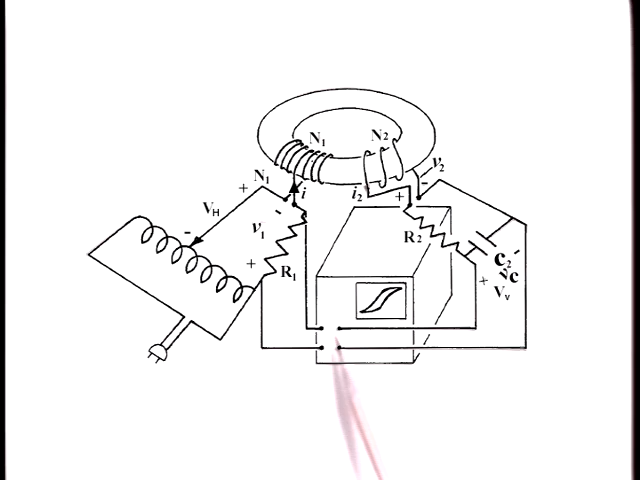 N1
N2
N1
+
i
i2
v2
VH
-
+
-
v1
-
+
R1
R2
C2
-
vc
+
Vv